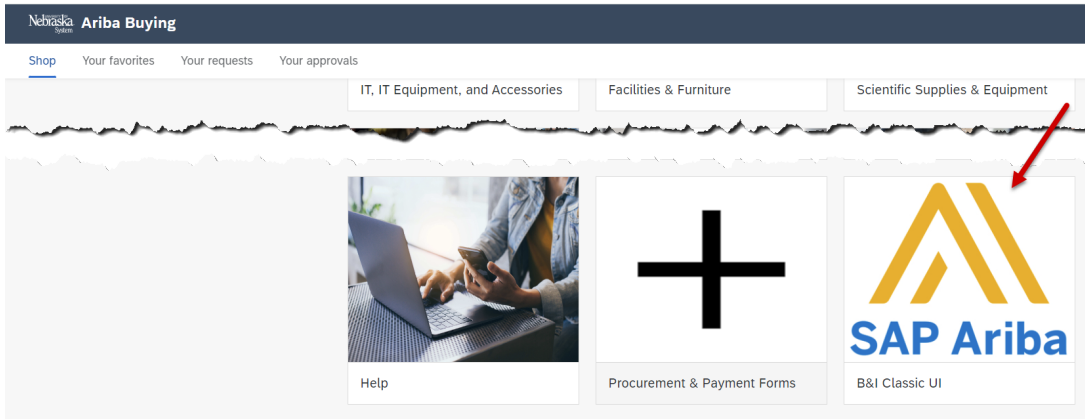 Nebraska
System
Ariba Buying
Shop Your favorites Your requests Your approvals
IT, IT Equipment, and Accessories Facilities & Furniture Scientific Supplies & Equipment
SAP Ariba
Help Procurement & Payment Forms B&I Classic UI